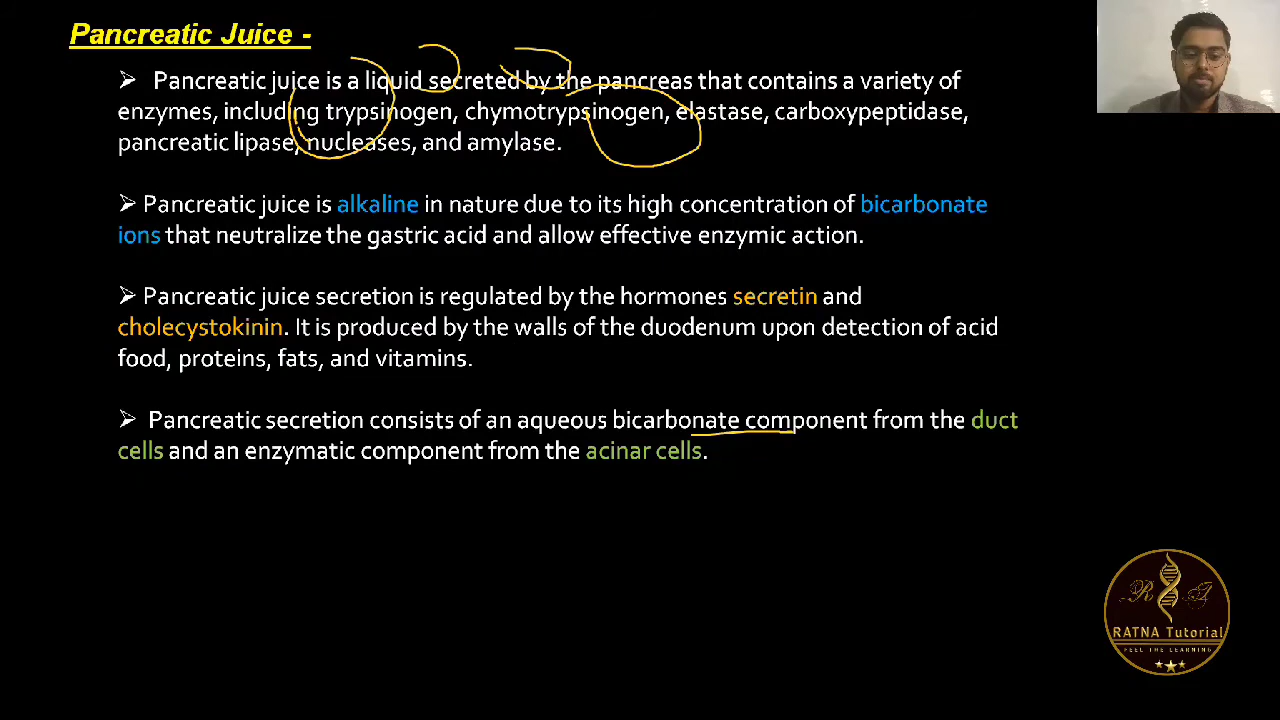 Pancreatic Juice -
➢ Pancreatic juice is a liquid secreted by the pancreas that contains a variety of
enzymes, including trypsinogen, chymotrypsinogen, elastase, carboxypeptidase,
pancreatic lipase, nucleases, and amylase.
➢ Pancreatic juice is alkaline in nature due to its high concentration of bicarbonate
ions that neutralize the gastric acid and allow effective enzymic action.
➢ Pancreatic juice secretion is regulated by the hormones secretin and
cholecystokinin. It is produced by the walls of the duodenum upon detection of acid
food, proteins, fats, and vitamins.
➢ Pancreatic secretion consists of an aqueous bicarbonate component from the duct
cells and an enzymatic component from the acinar cells.
RATNA Tutorial
FEEL THE LEARNING